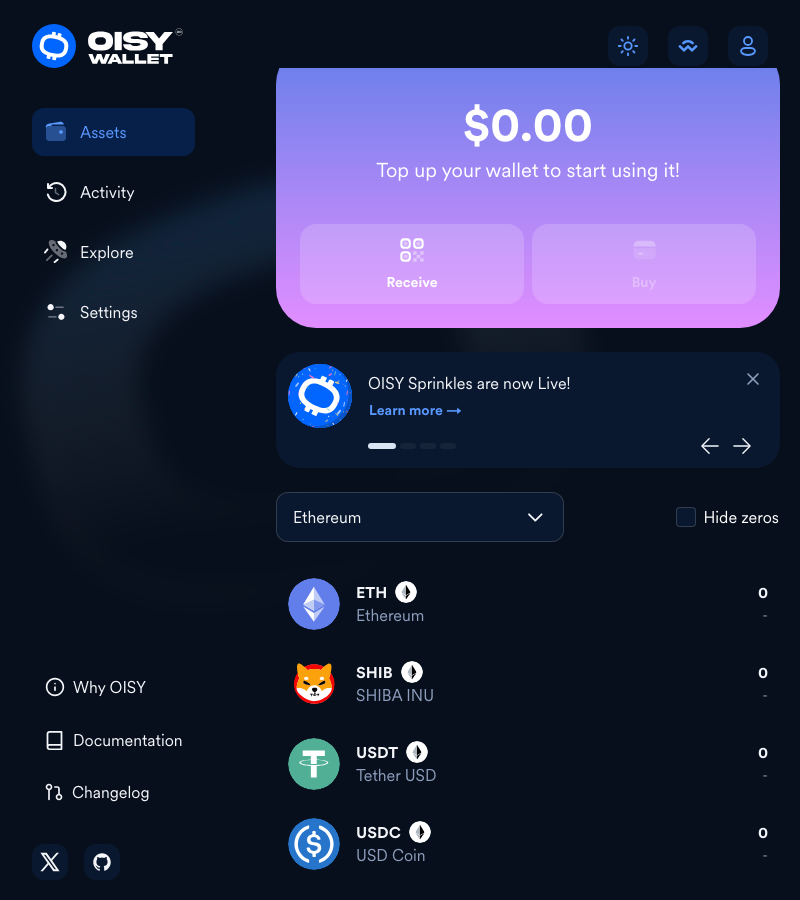 OISY
WALLET
$0.00
Top up your wallet to start using it!
Receive
Buy
Assets
Activity
Explore
Settings
OISY Sprinkles are now Live!
Learn more →
Ethereum
Hide zeros
ETH
0
Ethereum
-
SHIB
0
SHIBA INU
-
USDT
0
Tether USD
-
USDC
0
USD Coin
-
Why OISY
Documentation
Changelog